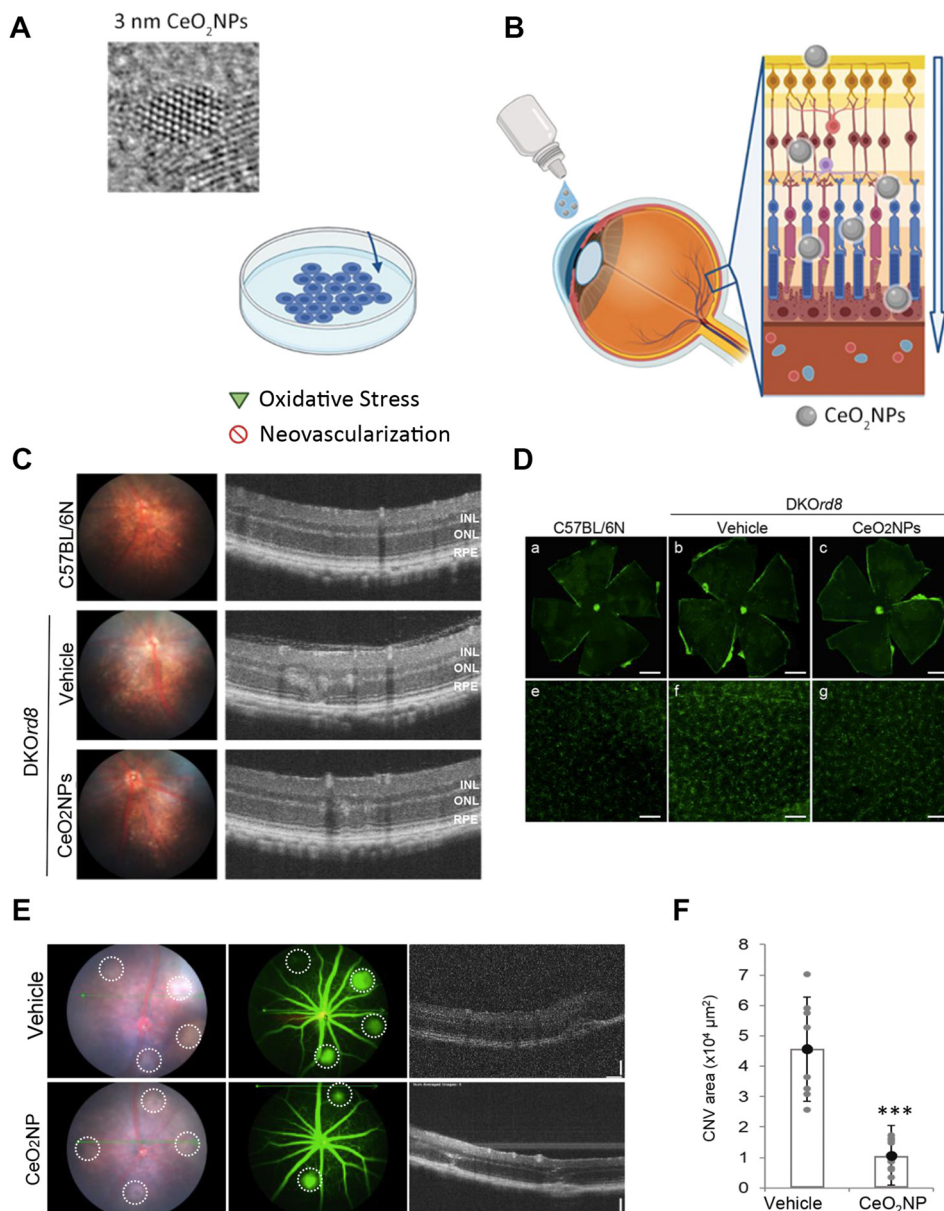 A
3 nm CeO₂NPs
B
CeO₂NPs
Oxidative Stress
Neovascularization
C
C57BL/6N
INL
ONL
RPE
DKOrd8
Vehicle
INL
ONL
RPE
CeO2NPs
INL
ONL
RPE
D
DKOrd8
C57BL/6N
Vehicle
CeO2NPs
a
b
c
e
f
g
E
Vehicle
CeO2NP
F
CNV area (x10⁴ µm²)
8
7
6
5
4
3
2
1
0
***
Vehicle
CeO₂NP